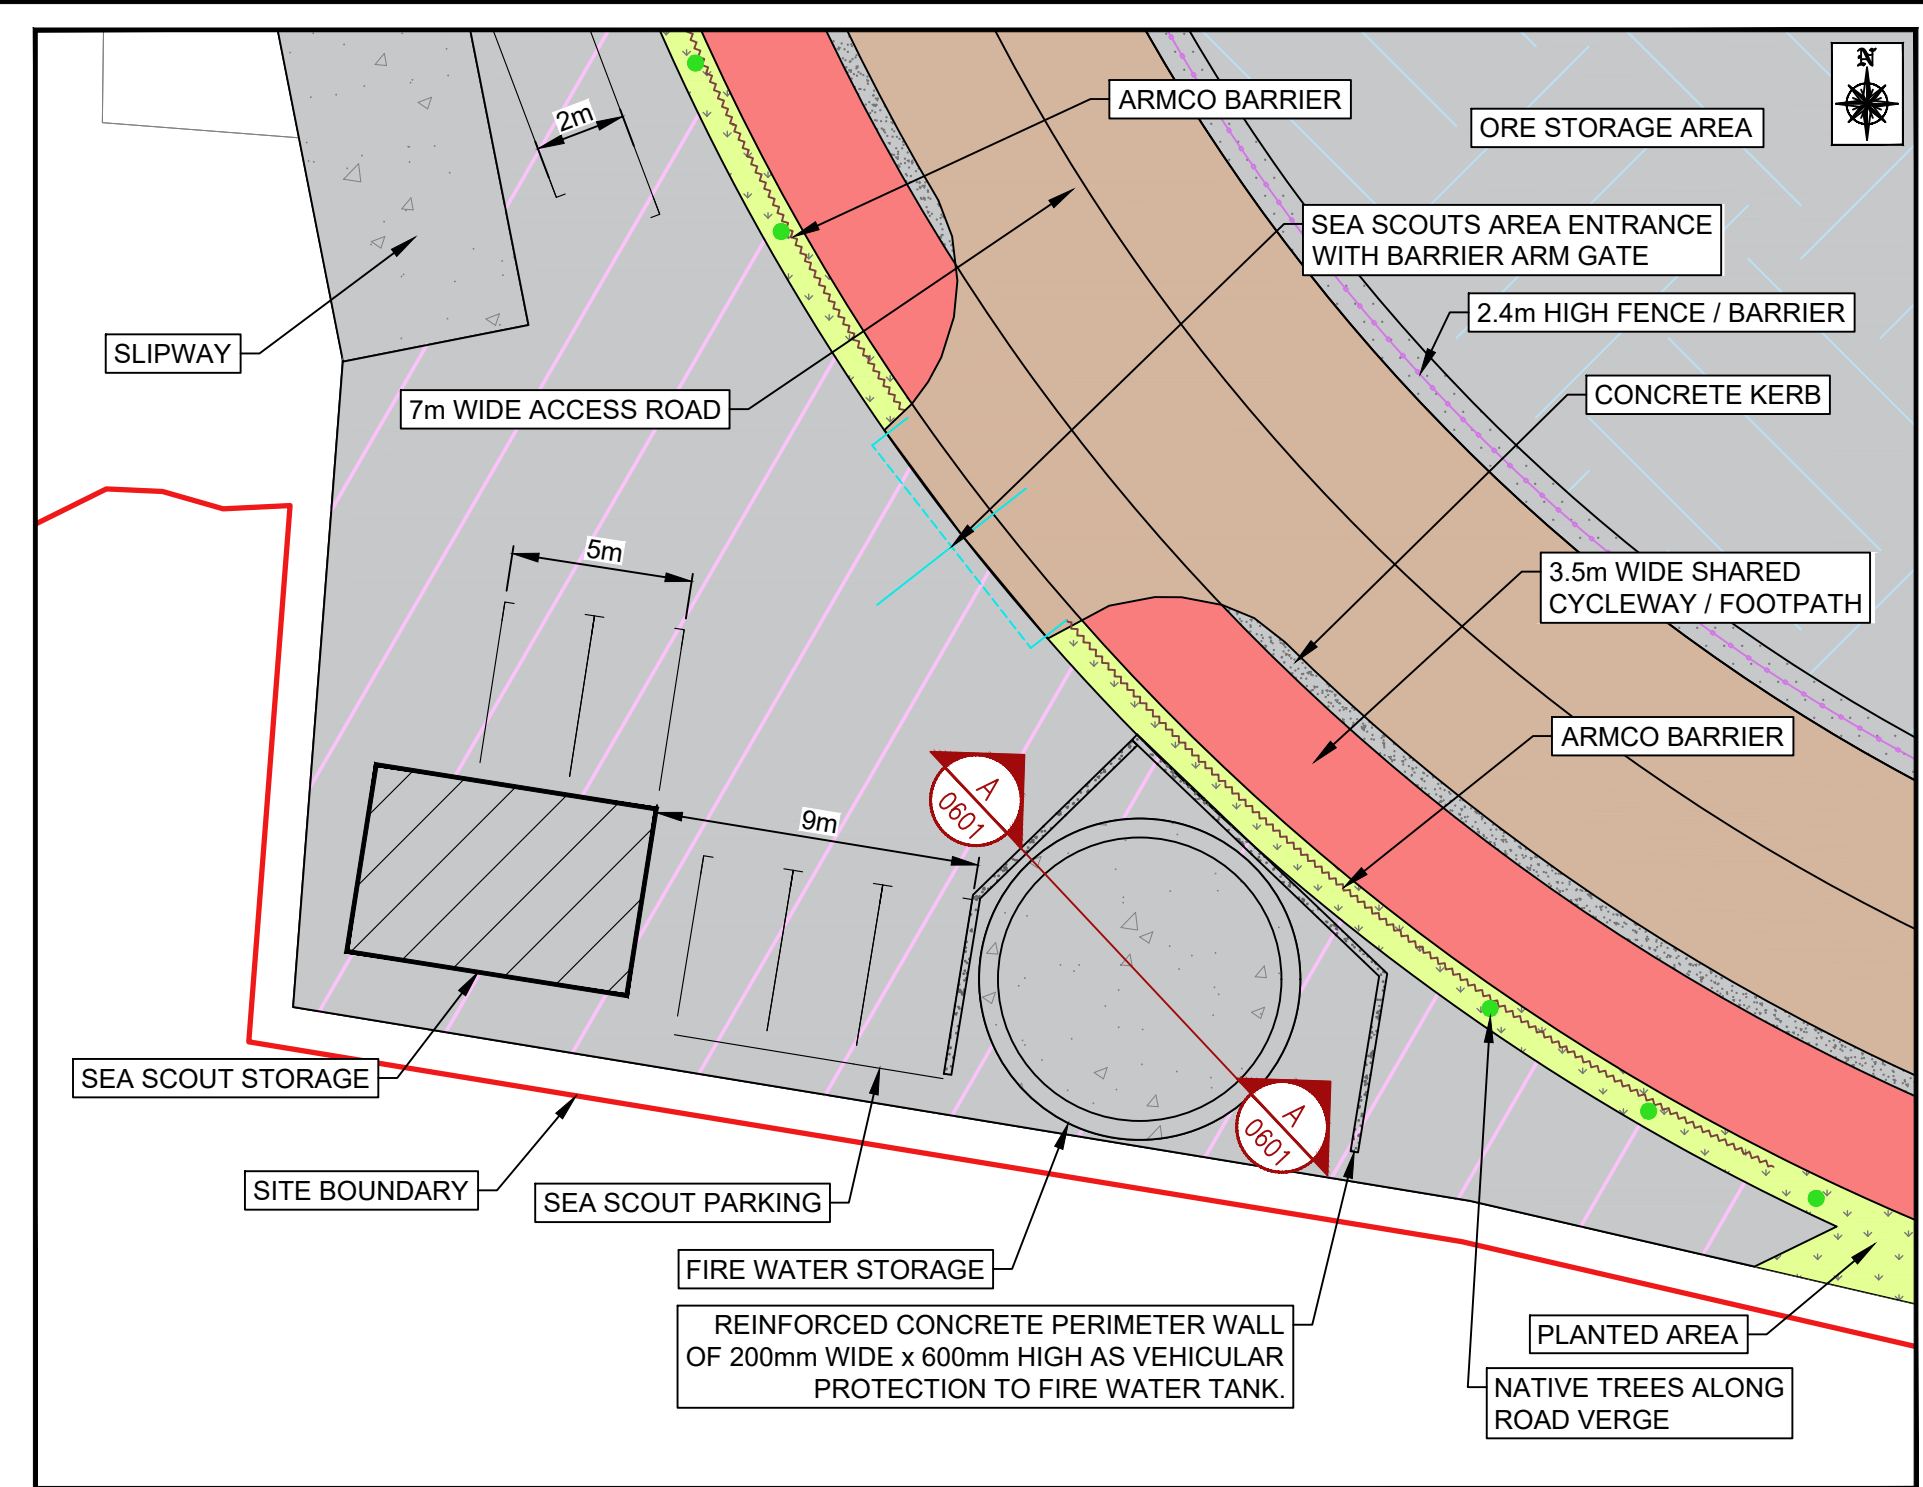 N
ARMCO BARRIER
2m
ORE STORAGE AREA
SEA SCOUTS AREA ENTRANCE
WITH BARRIER ARM GATE
2.4m HIGH FENCE / BARRIER
SLIPWAY
7m WIDE ACCESS ROAD
CONCRETE KERB
5m
3.5m WIDE SHARED
CYCLEWAY / FOOTPATH
ARMCO BARRIER
A
0601
9m
SEA SCOUT STORAGE
A
0601
SITE BOUNDARY
SEA SCOUT PARKING
FIRE WATER STORAGE
REINFORCED CONCRETE PERIMETER WALL
OF 200mm WIDE x 600mm HIGH AS VEHICULAR
PROTECTION TO FIRE WATER TANK.
PLANTED AREA
NATIVE TREES ALONG
ROAD VERGE